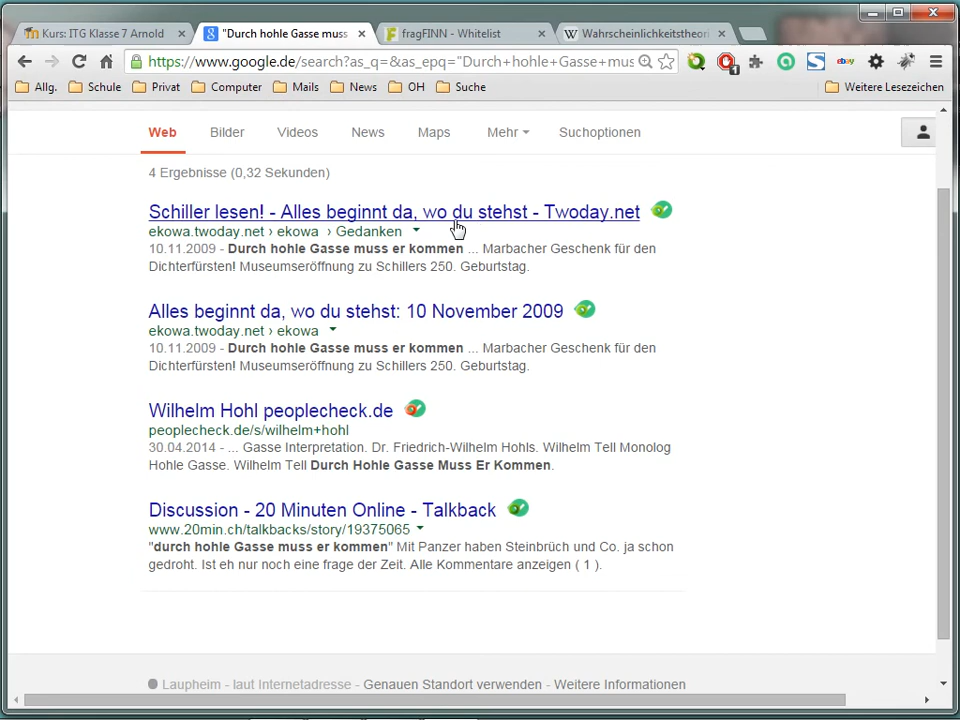 Kurs: ITG Klasse 7 Arnold
"Durch hohle Gasse muss
fragFINN - Whitelist
Wahrscheinlichkeitstheori
https://www.google.de/search?as_q=&as_epq="Durch+hohle+Gasse+mus
1
ebay
Allg.
Schule
Privat
Computer
Mails
News
OH
Suche
Weitere Lesezeichen
Web
Bilder
Videos
News
Maps
Mehr
Suchoptionen
4 Ergebnisse (0,32 Sekunden)
Schiller lesen! - Alles beginnt da, wo du stehst - Twoday.net
ekowa.twoday.net › ekowa › Gedanken
10.11.2009 - Durch hohle Gasse muss er kommen ... Marbacher Geschenk für den
Dichterfürsten! Museumseröffnung zu Schillers 250. Geburtstag.
Alles beginnt da, wo du stehst: 10 November 2009
ekowa.twoday.net › ekowa
10.11.2009 - Durch hohle Gasse muss er kommen ... Marbacher Geschenk für den
Dichterfürsten! Museumseröffnung zu Schillers 250. Geburtstag.
Wilhelm Hohl peoplecheck.de
peoplecheck.de/s/wilhelm+hohl
30.04.2014 - ... Gasse Interpretation. Dr. Friedrich-Wilhelm Hohls. Wilhelm Tell Monolog
Hohle Gasse. Wilhelm Tell Durch Hohle Gasse Muss Er Kommen.
Discussion - 20 Minuten Online - Talkback
www.20min.ch/talkbacks/story/19375065
"durch hohle Gasse muss er kommen" Mit Panzer haben Steinbrüch und Co. ja schon
gedroht. Ist eh nur noch eine frage der Zeit. Alle Kommentare anzeigen ( 1 ).
Laupheim - laut Internetadresse - Genauen Standort verwenden - Weitere Informationen